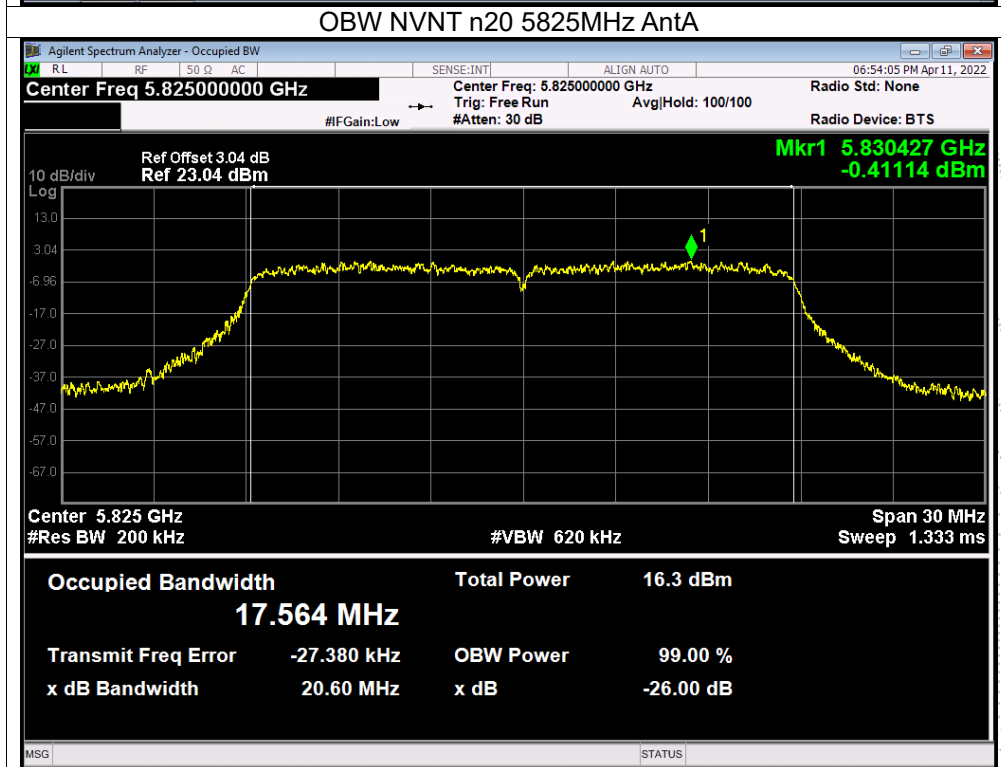 OBW NVNT n20 5825MHz AntA
Agilent Spectrum Analyzer - Occupied BW
LXI RL RF 50 Ω AC SENSE:INT ALIGN AUTO 06:54:05 PM Apr 11, 2022
Center Freq 5.825000000 GHz Center Freq: 5.825000000 GHz Radio Std: None
Trig: Free Run Avg|Hold: 100/100
#IFGain:Low #Atten: 30 dB Radio Device: BTS
Ref Offset 3.04 dB Mkr1 5.830427 GHz
10 dB/div Ref 23.04 dBm -0.41114 dBm
Log
13.0
1
3.04
-6.96
-17.0
-27.0
-37.0
-47.0
-57.0
-67.0
Center 5.825 GHz Span 30 MHz
#Res BW 200 kHz #VBW 620 kHz Sweep 1.333 ms
Occupied Bandwidth Total Power 16.3 dBm
17.564 MHz
Transmit Freq Error -27.380 kHz OBW Power 99.00 %
x dB Bandwidth 20.60 MHz x dB -26.00 dB
MSG STATUS